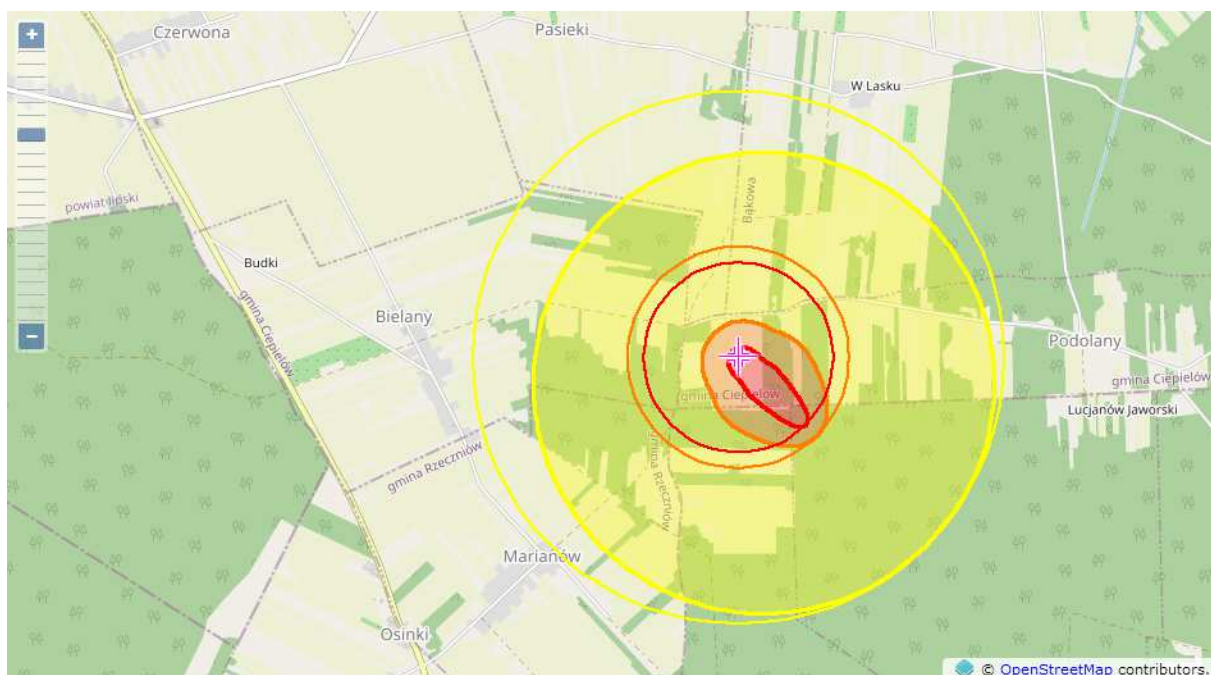 +
Czerwona
Pasieki
W Lasku
powiat lipski
Bąkowa
Budki
gmina Ciepielów
Bielany
Podolany
gmina Ciepielów
gmina Ciepielów
Lucjanów Jaworski
gmina Rzeczniów
gmina Rzeczniów
Marianów
Osinki
−
© OpenStreetMap contributors.